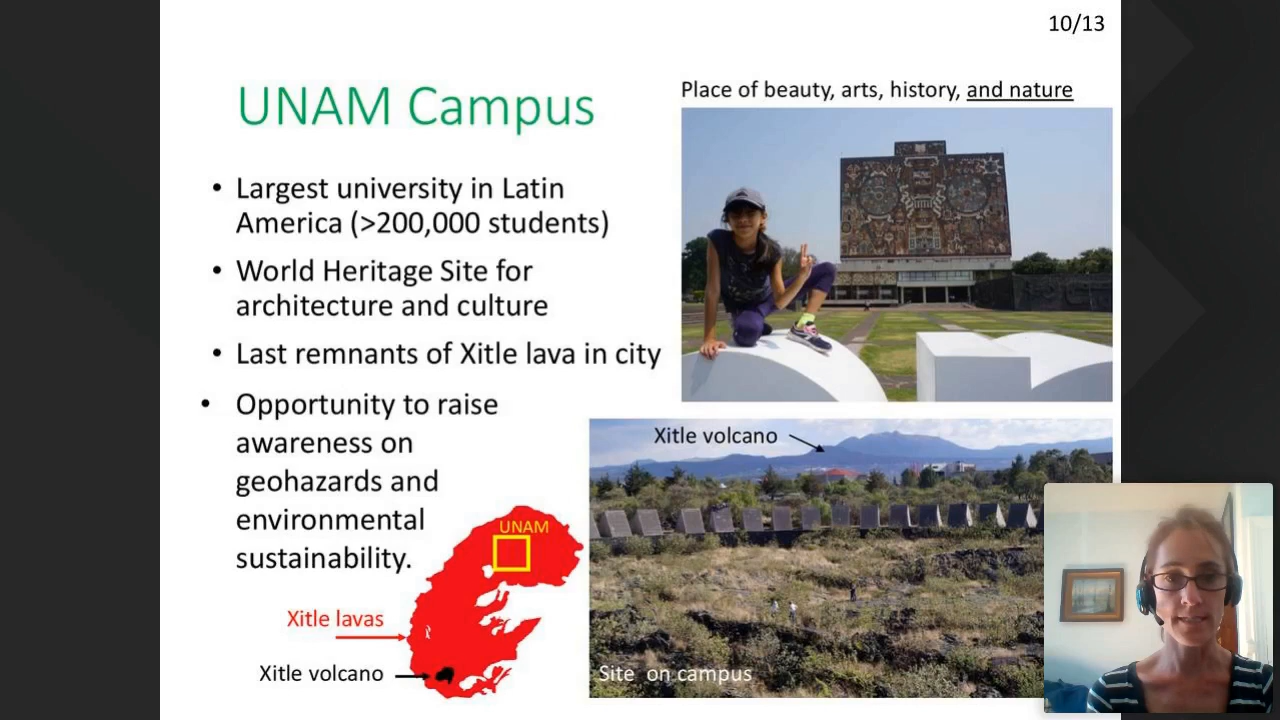 10/13
UNAM Campus
Place of beauty, arts, history, and nature
• Largest university in Latin
America (>200,000 students)
• World Heritage Site for
architecture and culture
• Last remnants of Xitle lava in city
• Opportunity to raise
awareness on
geohazards and
environmental
sustainability.
UNAM
Xitle lavas
Xitle volcano
Xitle volcano
Site on campus